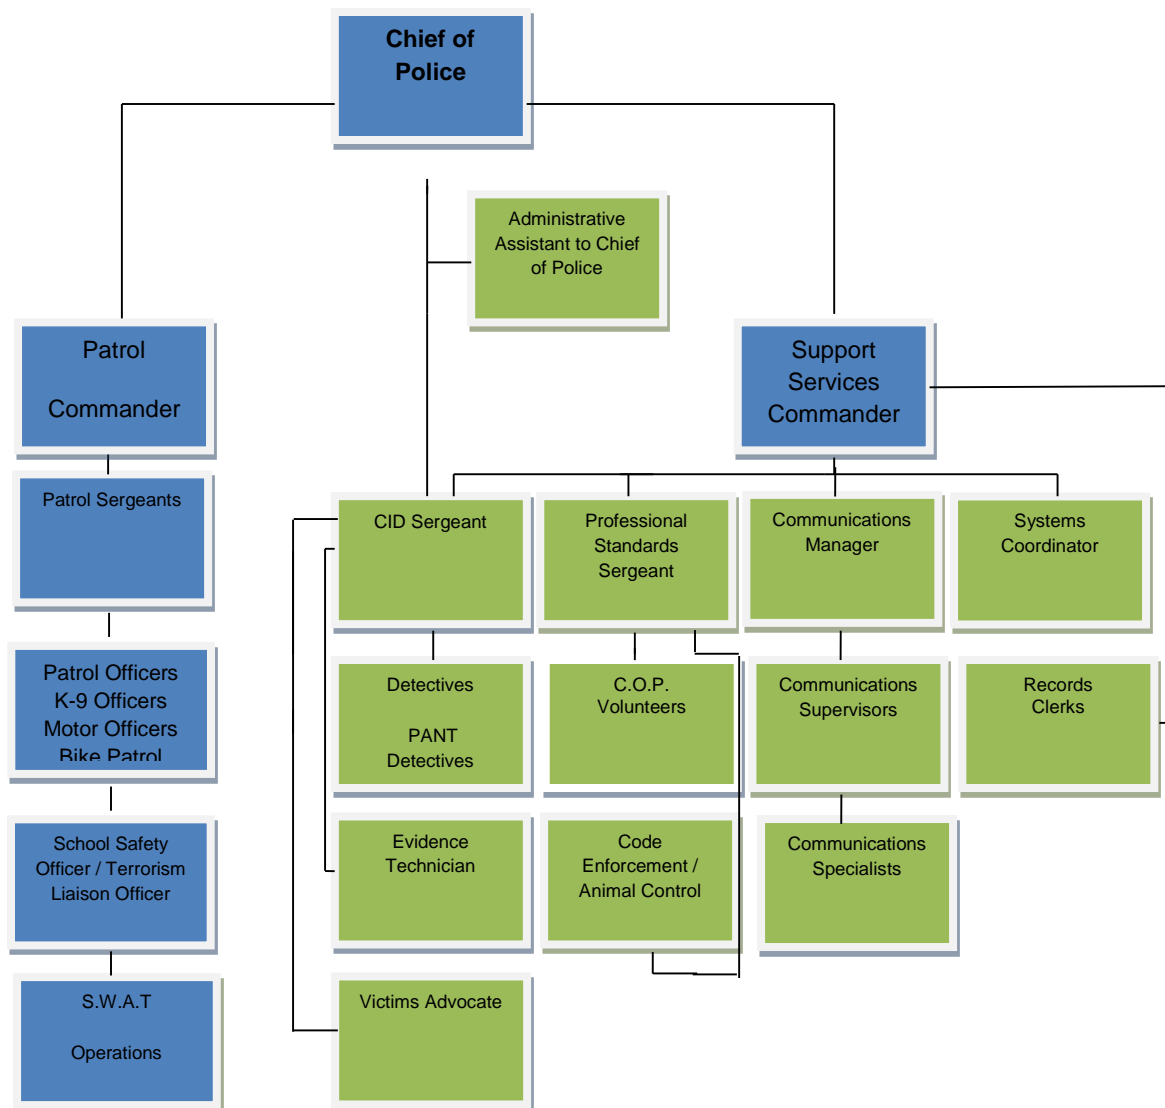 Chief of
Police
Administrative
Assistant to Chief
of Police
Patrol
Commander
Support
Services
Commander
Patrol Sergeants
CID Sergeant
Professional
Standards
Sergeant
Communications
Manager
Systems
Coordinator
Patrol Officers
K-9 Officers
Motor Officers
Bike Patrol
Detectives
PANT
Detectives
C.O.P.
Volunteers
Communications
Supervisors
Records
Clerks
School Safety
Officer / Terrorism
Liaison Officer
Evidence
Technician
Code
Enforcement /
Animal Control
Communications
Specialists
S.W.A.T
Operations
Victims Advocate